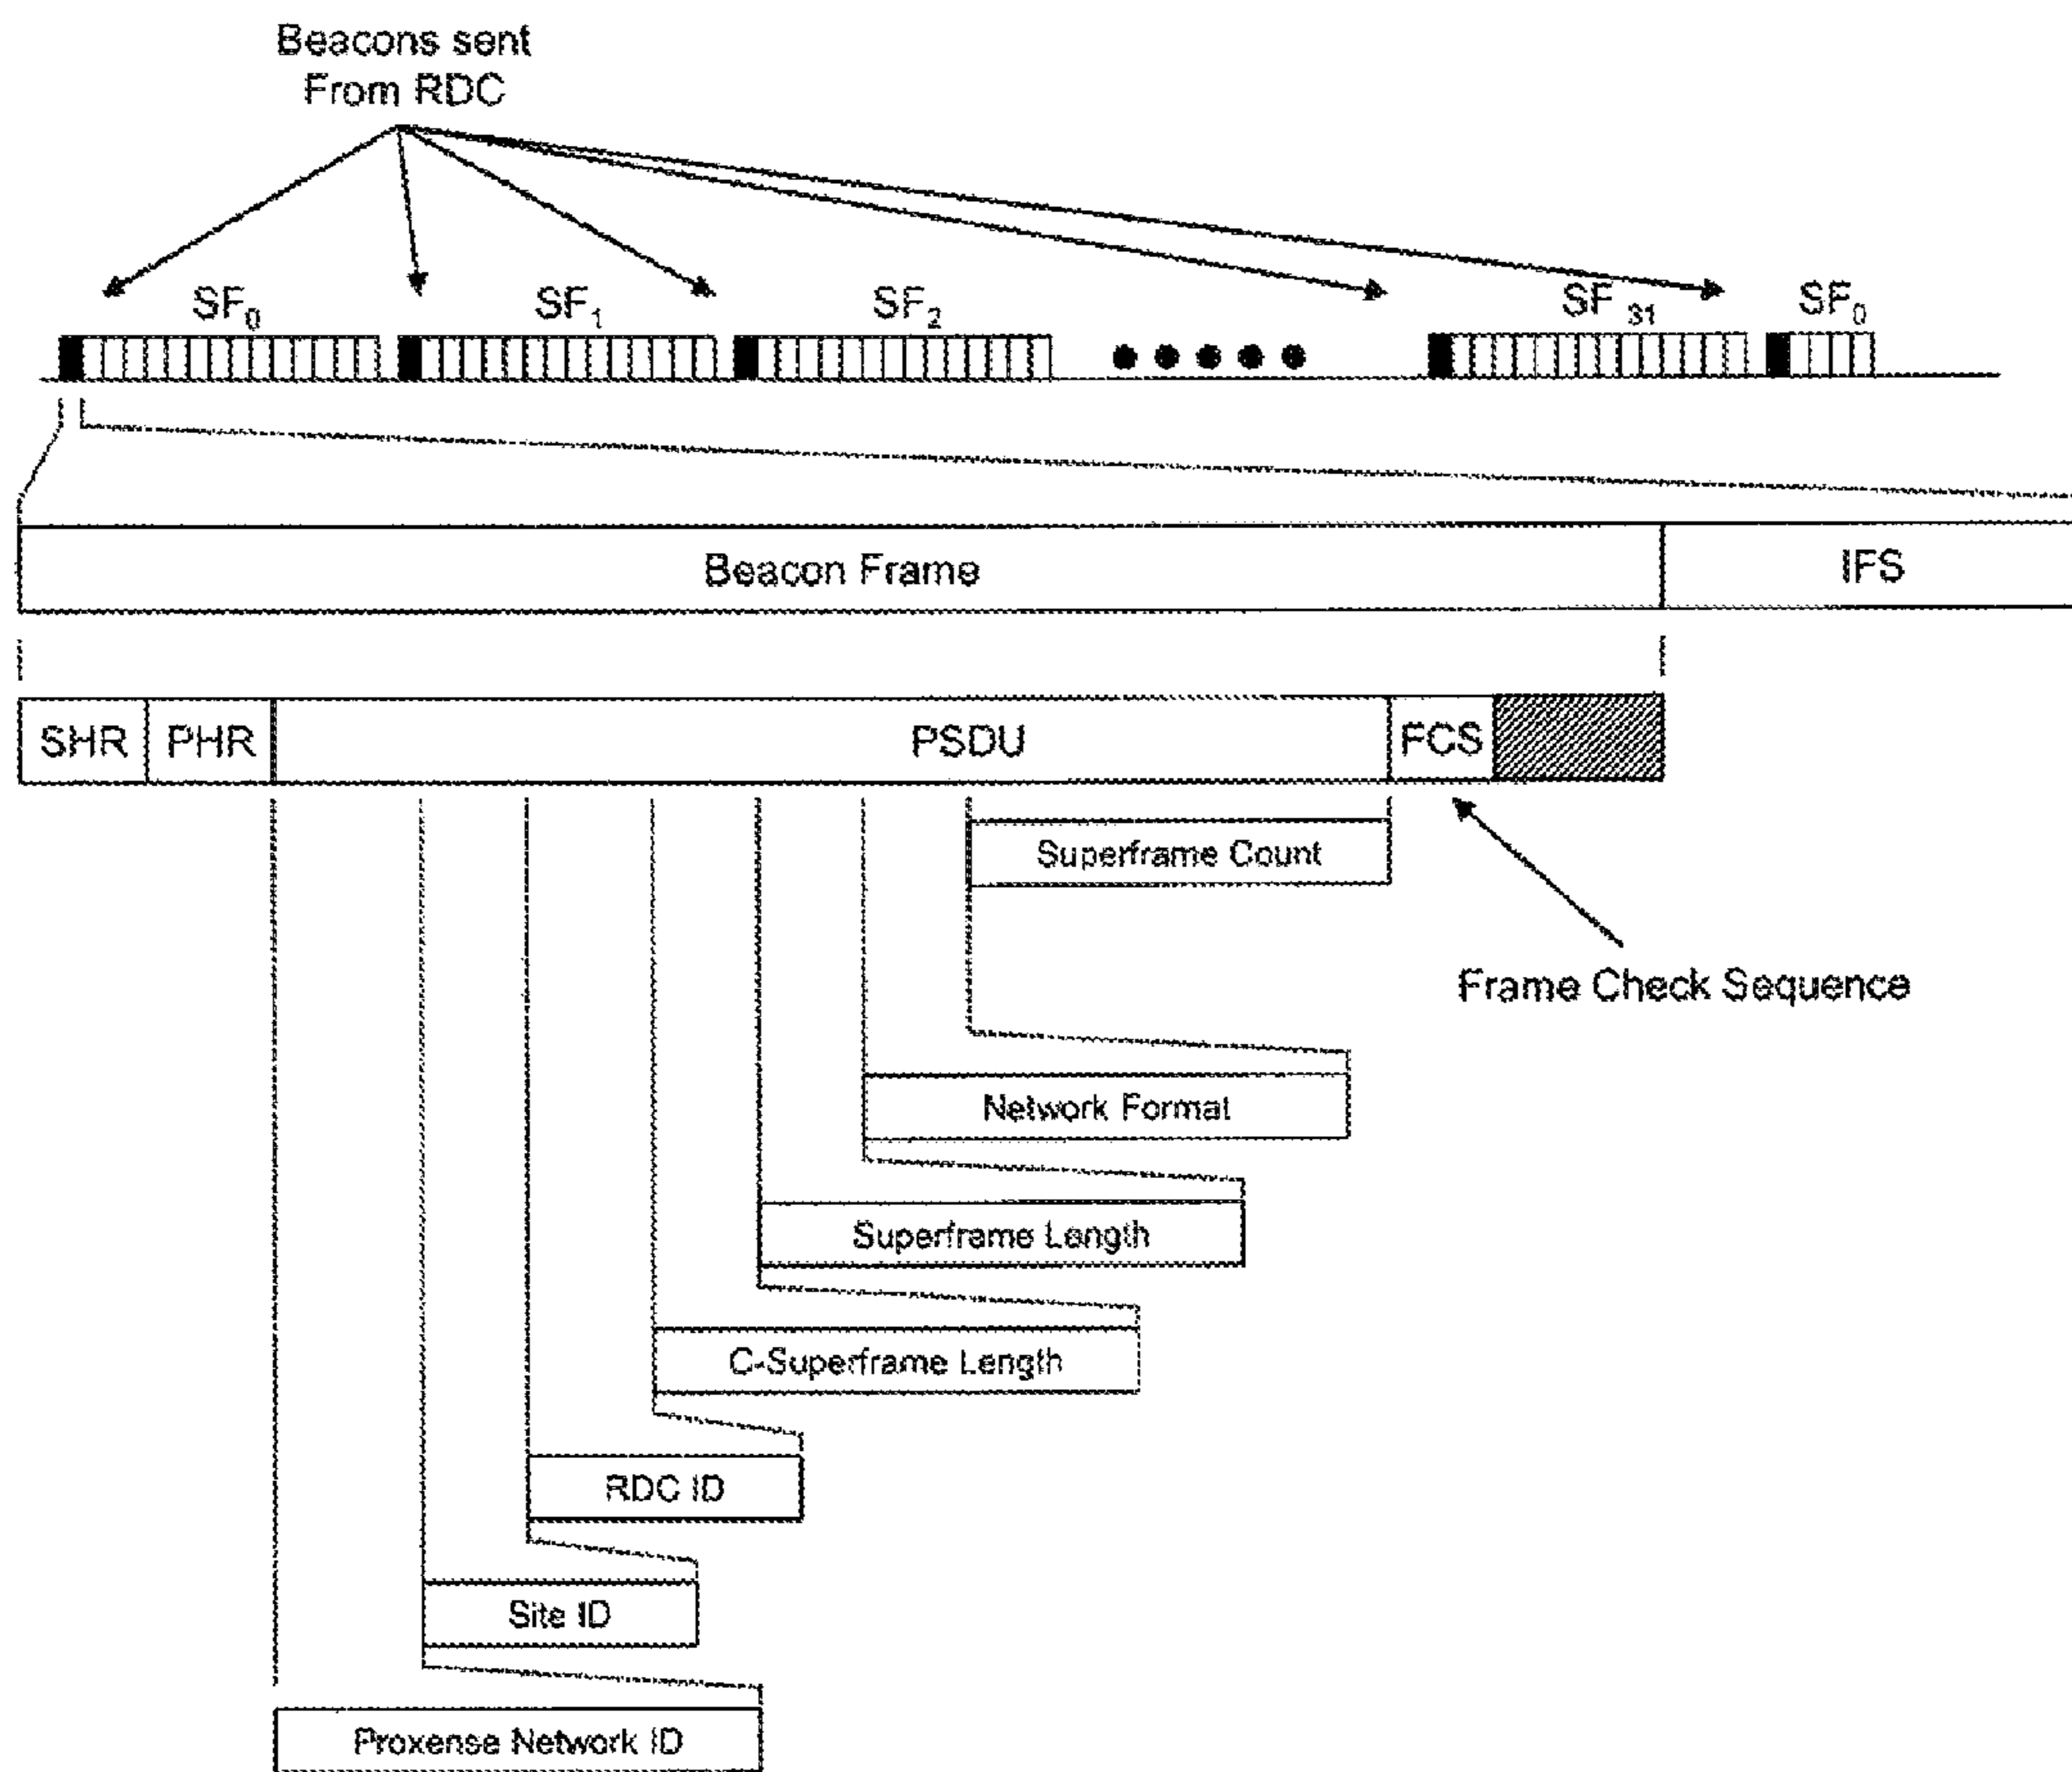 Beacons sent
From RDC
SF0 SF1 SF2 SF31 SF0
Beacon Frame IFS
SHR PHR PSDU FCS
Superframe Count
Frame Check Sequence
Network Format
Superframe Length
C-Superframe Length
RDC ID
Site ID
Proxense Network ID